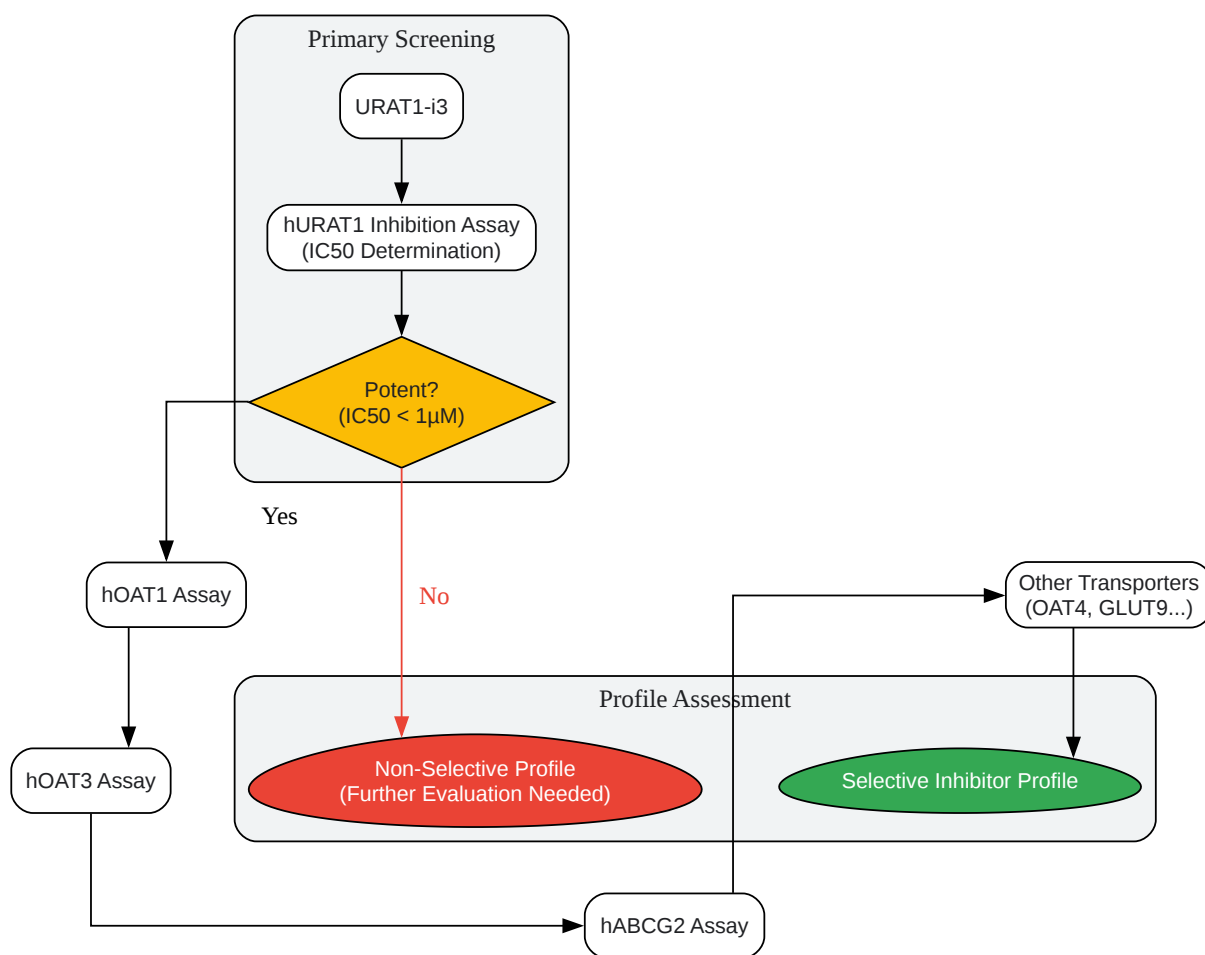 Primary Screening
URAT1-i3
hURAT1 Inhibition Assay
(IC50 Determination)
Potent?
(IC50 < 1µM)
Yes
hOAT1 Assay
No
Other Transporters
(OAT4, GLUT9...)
Profile Assessment
hOAT3 Assay
Non-Selective Profile
(Further Evaluation Needed)
Selective Inhibitor Profile
hABCG2 Assay